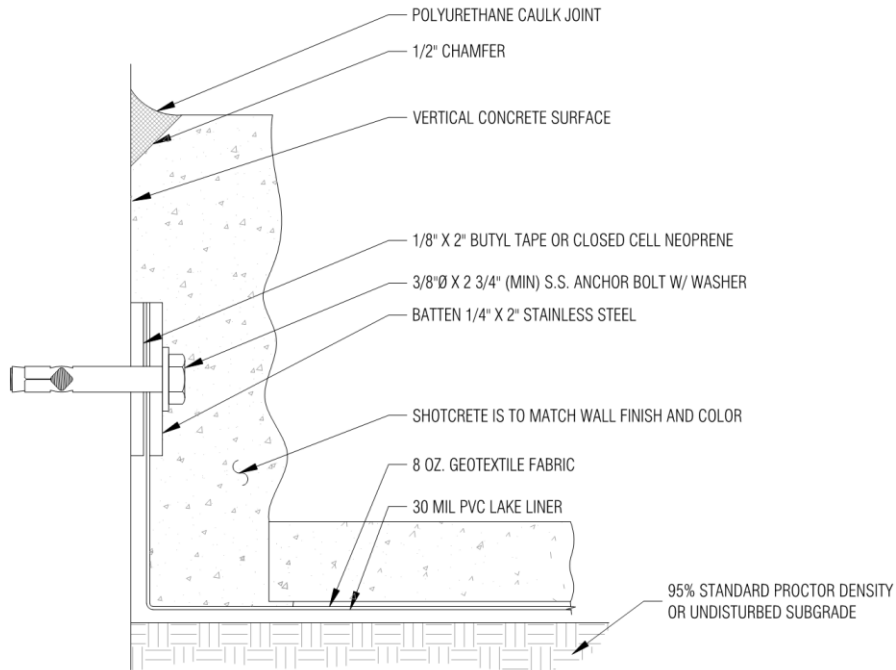 POLYURETHANE CAULK JOINT
1/2" CHAMFER
VERTICAL CONCRETE SURFACE
1/8" X 2" BUTYL TAPE OR CLOSED CELL NEOPRENE
3/8"Ø X 2 3/4" (MIN) S.S. ANCHOR BOLT W/ WASHER
BATTEN 1/4" X 2" STAINLESS STEEL
SHOTCRETE IS TO MATCH WALL FINISH AND COLOR
8 OZ. GEOTEXTILE FABRIC
30 MIL PVC LAKE LINER
95% STANDARD PROCTOR DENSITY
OR UNDISTURBED SUBGRADE